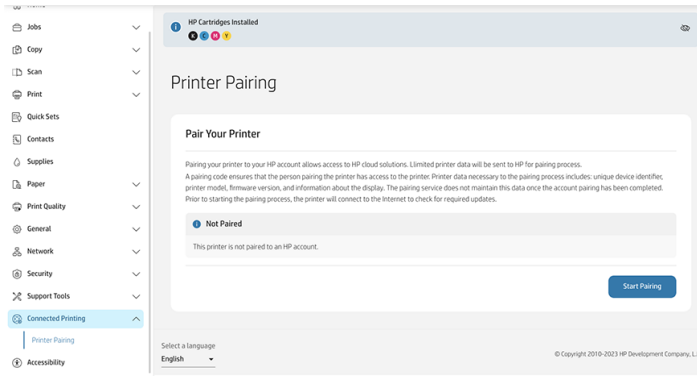 Home
Jobs
Copy
Scan
Print
Quick Sets
Contacts
Supplies
Paper
Print Quality
General
Network
Security
Support Tools
Connected Printing
Printer Pairing
Accessibility
HP Cartridges Installed
K C M Y
Printer Pairing
Pair Your Printer
Pairing your printer to your HP account allows access to HP cloud solutions. Llimited printer data will be sent to HP for pairing process.
A pairing code ensures that the person pairing the printer has access to the printer. Printer data necessary to the pairing process includes: unique device identifier,
printer model, firmware version, and information about the display. The pairing service does not maintain this data once the account pairing has been completed.
Prior to starting the pairing process, the printer will connect to the Internet to check for required updates.
Not Paired
This printer is not paired to an HP account.
Start Pairing
Select a language
English
© Copyright 2010-2023 HP Development Company, L.